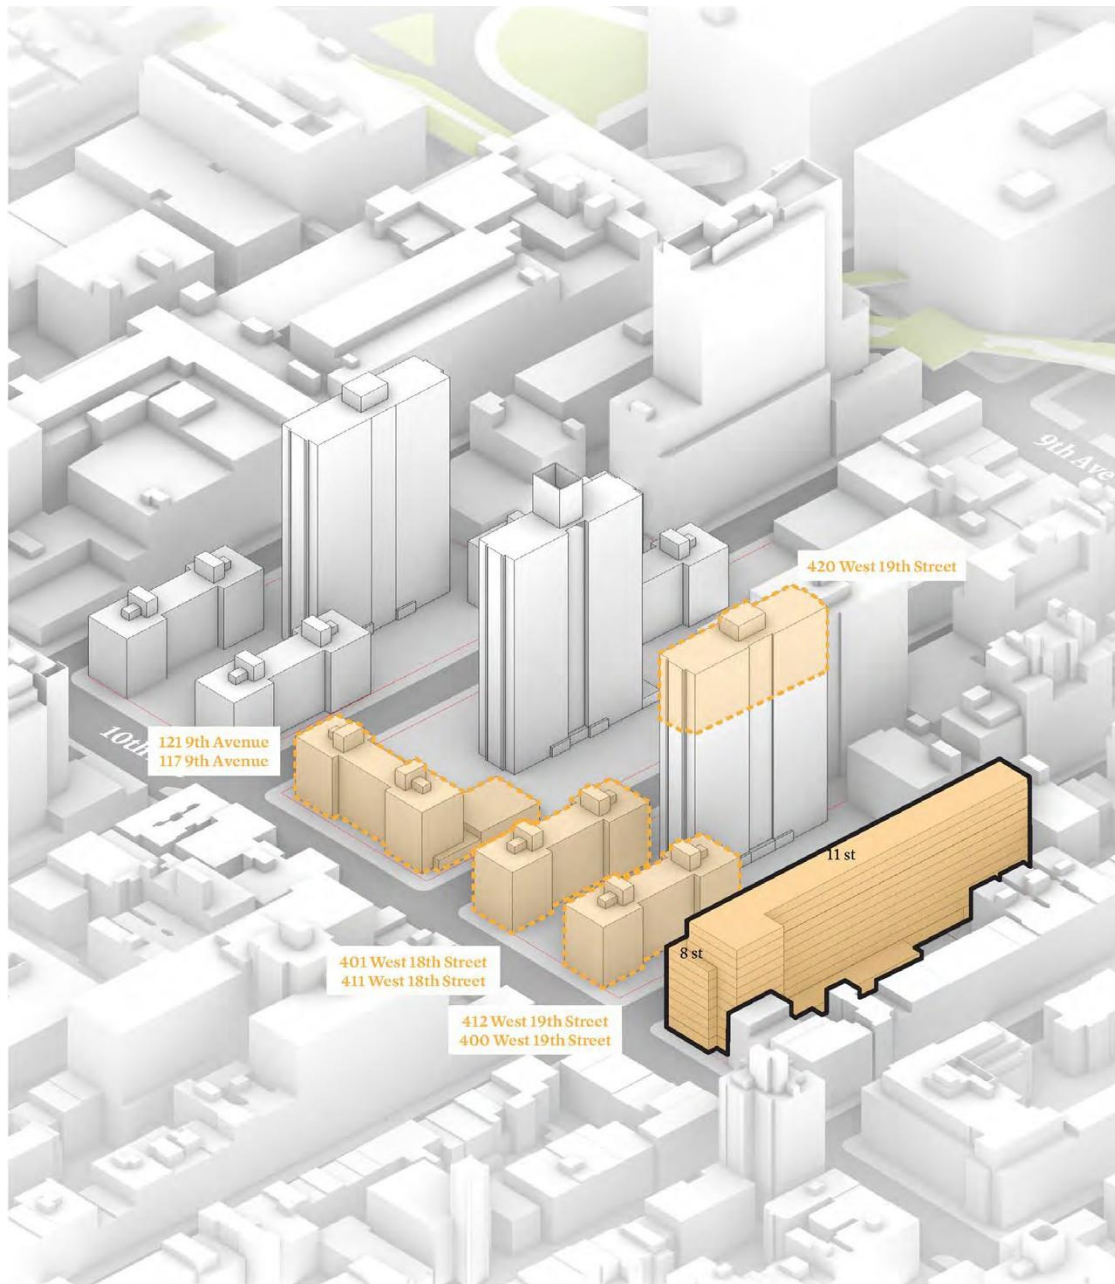 9th Ave
420 West 19th Street
10th
121 9th Avenue
117 9th Avenue
11 st
8 st
401 West 18th Street
411 West 18th Street
412 West 19th Street
400 West 19th Street